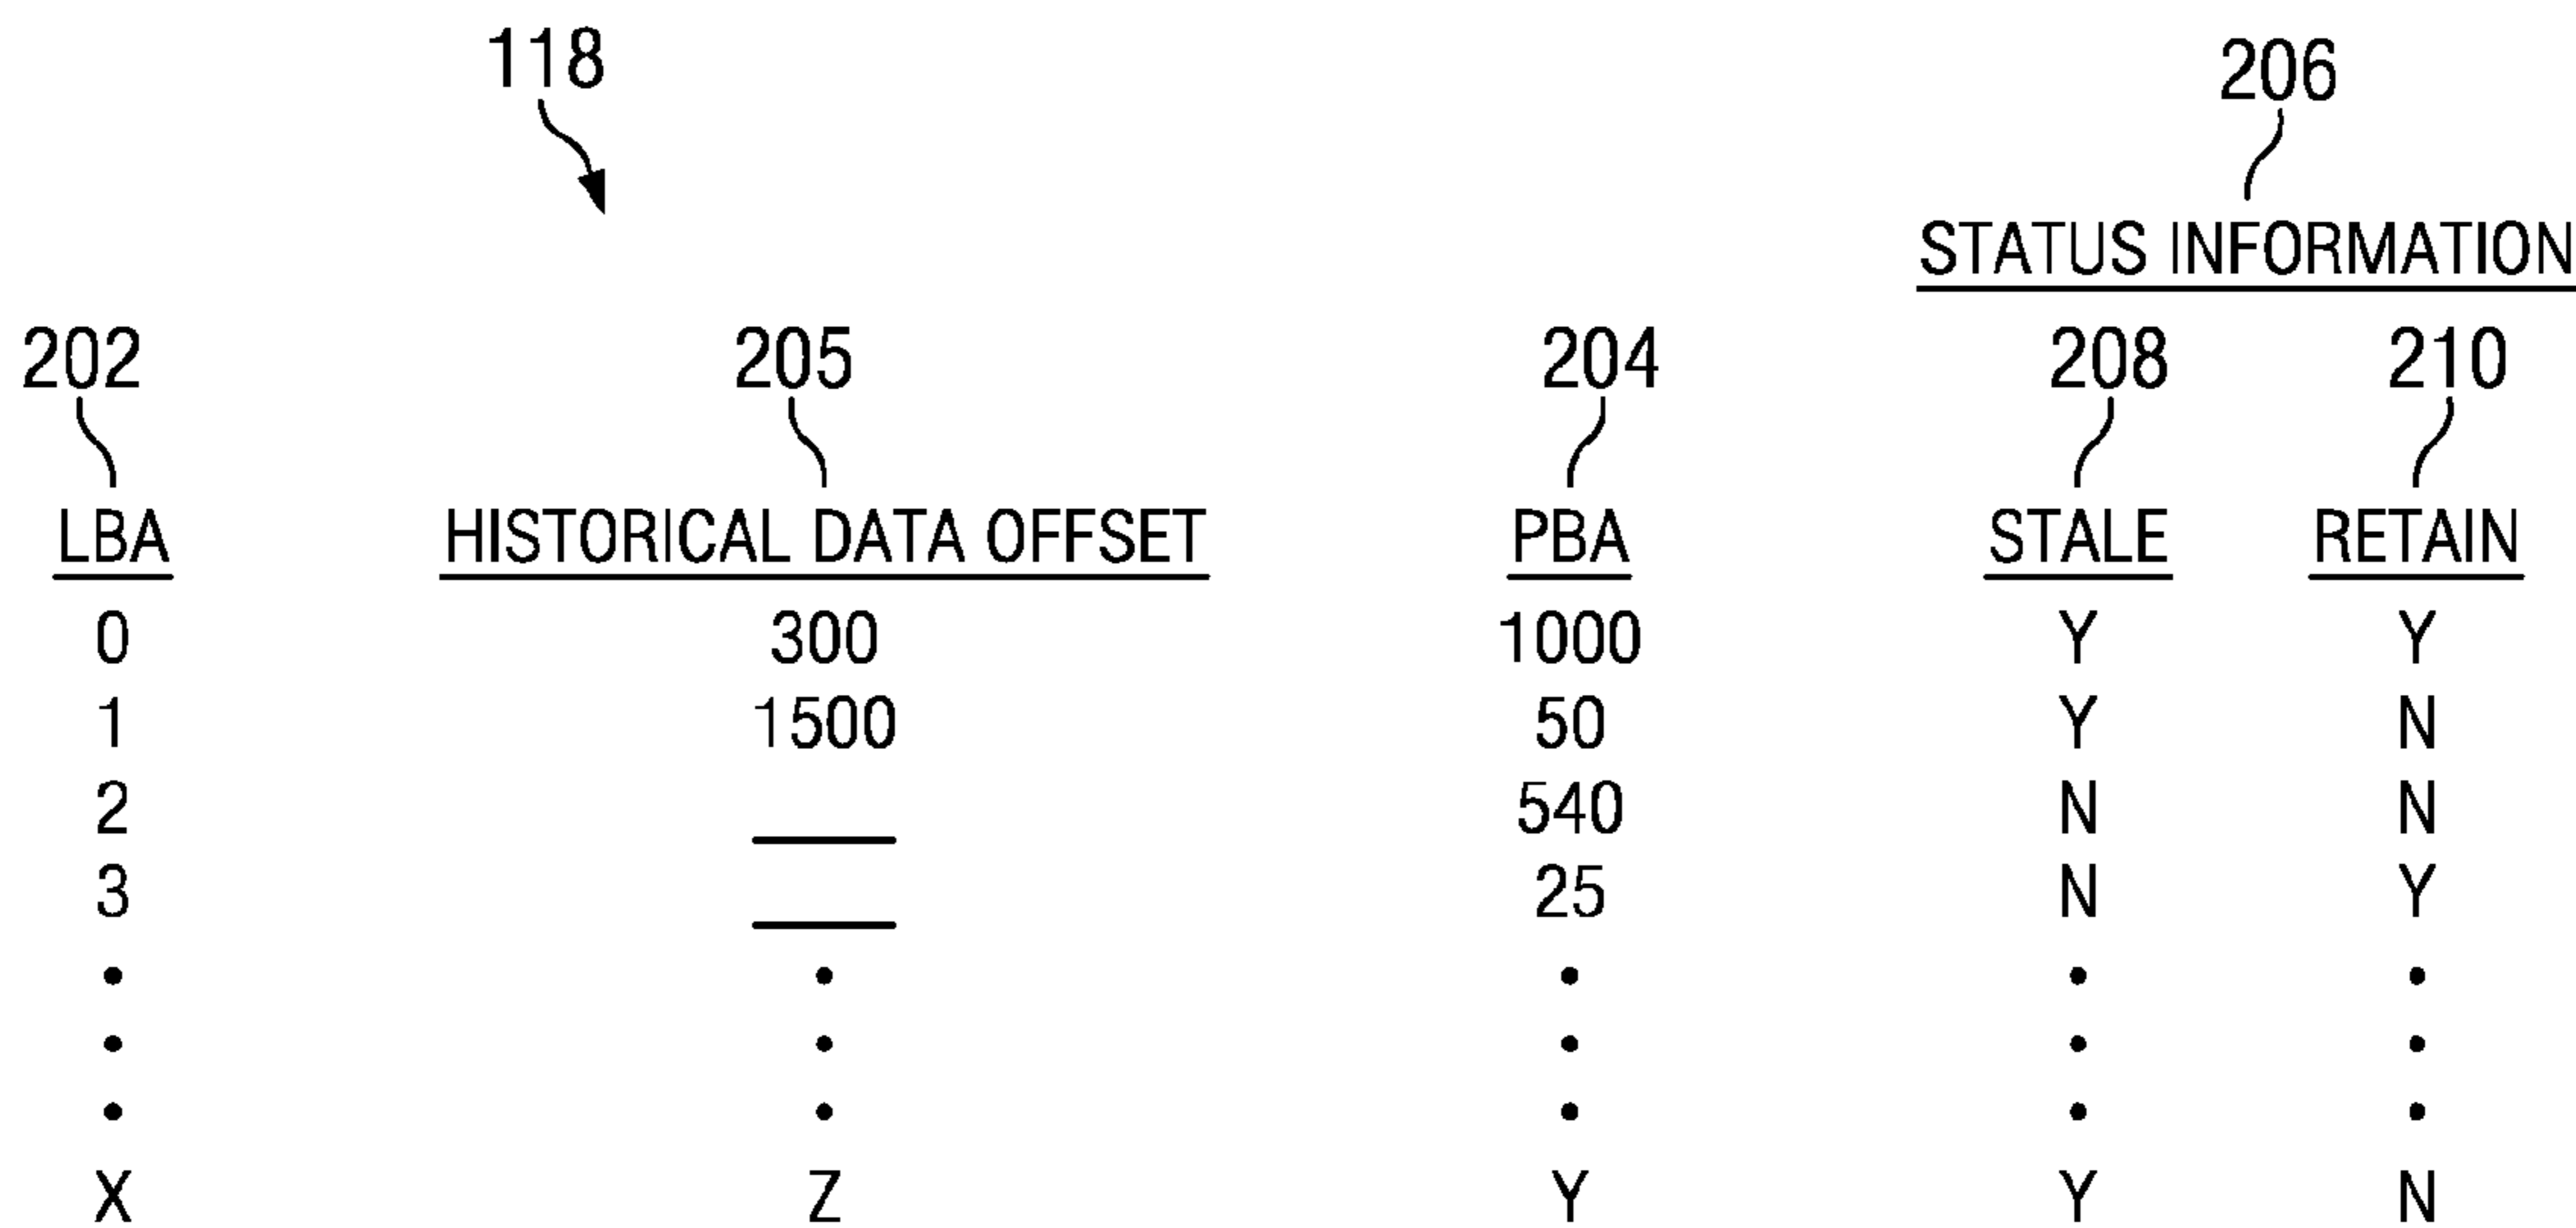 118 206
STATUS INFORMATION
202 205 204 208 210
LBA HISTORICAL DATA OFFSET PBA STALE RETAIN
0 300 1000 Y Y
1 1500 50 Y N
2 540 N N
3 25 N Y
X Z Y Y N